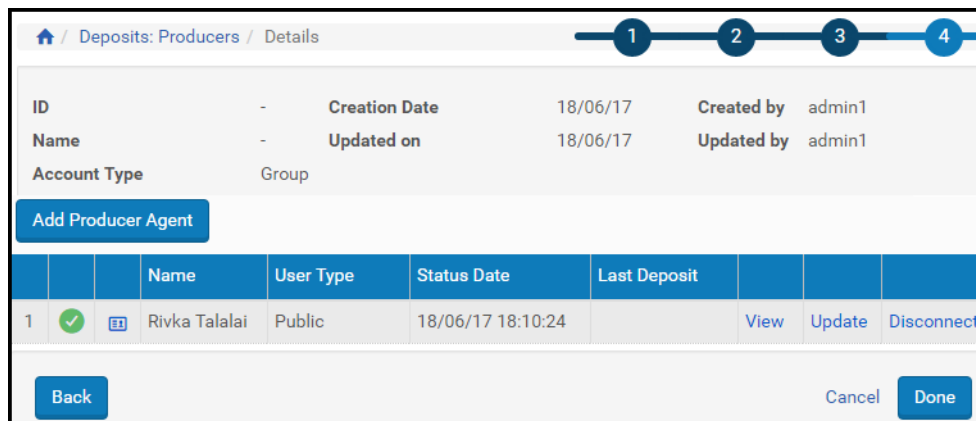 / Deposits: Producers / Details 1 2 3 4
ID - Creation Date 18/06/17 Created by admin1
Name - Updated on 18/06/17 Updated by admin1
Account Type Group
Add Producer Agent
Name User Type Status Date Last Deposit
1 Rivka Talalai Public 18/06/17 18:10:24 View Update Disconnect
Back Cancel Done